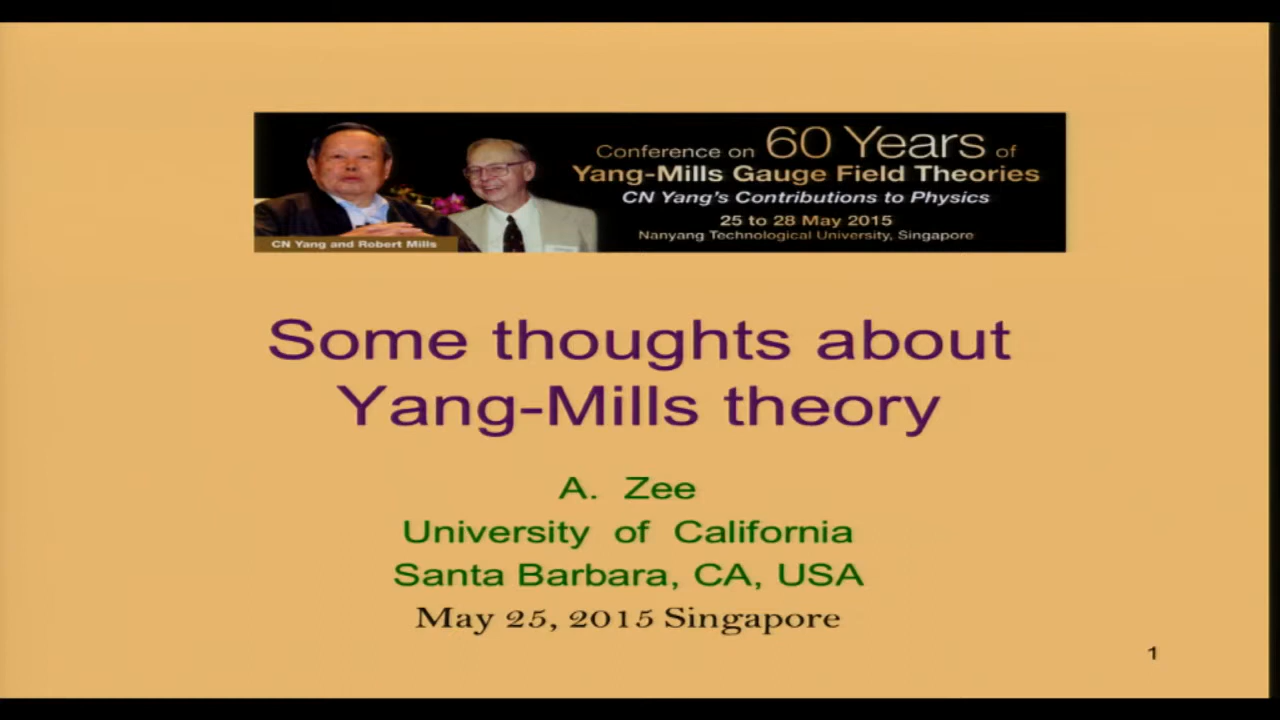 Conference on 60 Years of
Yang-Mills Gauge Field Theories
CN Yang's Contributions to Physics
25 to 28 May 2015
Nanyang Technological University, Singapore
CN Yang and Robert Mills
Some thoughts about
Yang-Mills theory
A. Zee
University of California
Santa Barbara, CA, USA
May 25, 2015 Singapore
1